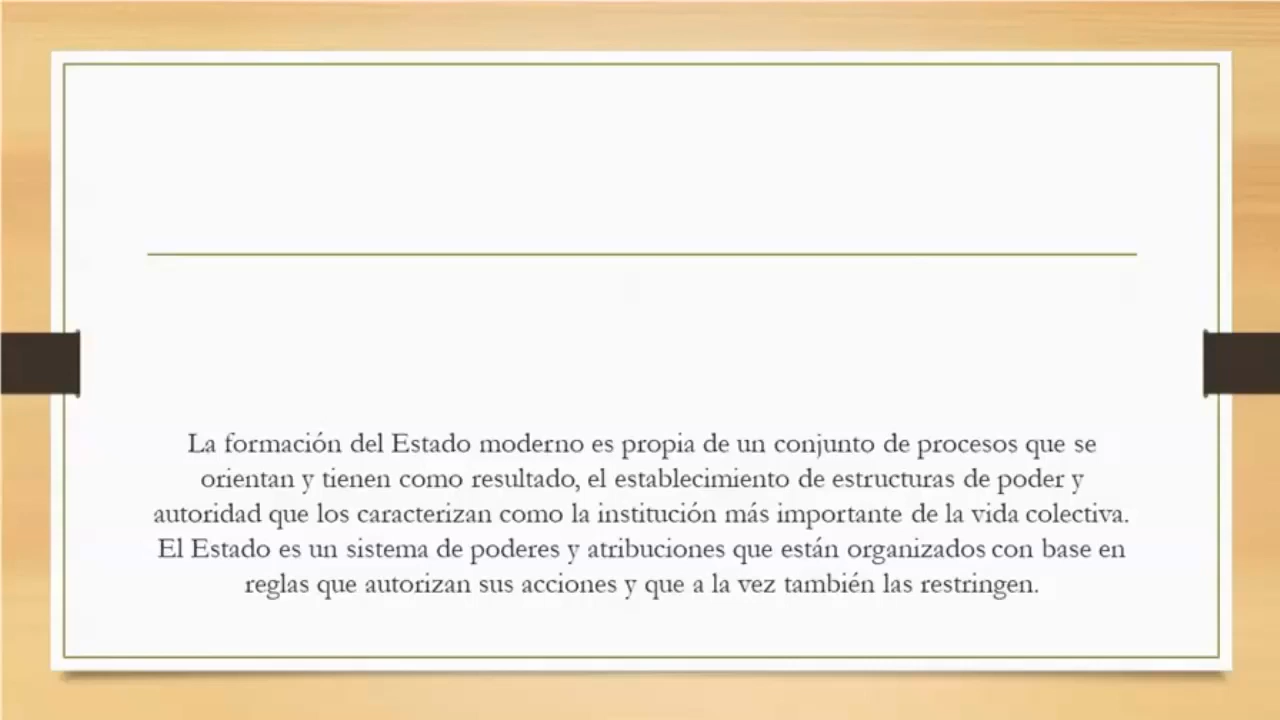 La formación del Estado moderno es propia de un conjunto de procesos que se
orientan y tienen como resultado, el establecimiento de estructuras de poder y
autoridad que los caracterizan como la institución más importante de la vida colectiva.
El Estado es un sistema de poderes y atribuciones que están organizados con base en
reglas que autorizan sus acciones y que a la vez también las restringen.